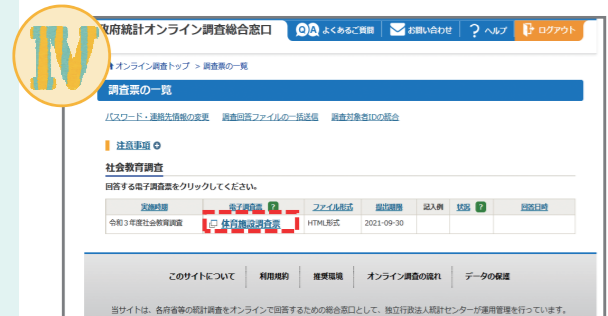 IV
政府統計オンライン調査総合窓口 QA よくあるご質問 お問い合わせ ? ヘルプ ログアウト
オンライン調査トップ > 調査票の一覧
調査票の一覧
パスワード・連絡先情報の変更 調査回答ファイルの一括送信 調査対象者IDの統合
注意事項
社会教育調査
回答する電子調査票をクリックしてください。
実施時期 電子調査票 ? ファイル形式 提出期限 記入例 状況 ? 回答日時
令和3年度社会教育調査 体育施設調査票 HTML形式 2021-09-30
このサイトについて 利用規約 推奨環境 オンライン調査の流れ データの保護
当サイトは、各府省等の統計調査をオンラインで回答するための総合窓口として、独立行政法人統計センターが運用管理を行っています。